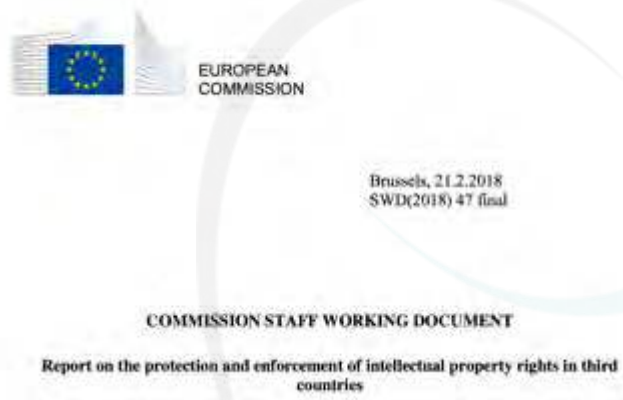 EUROPEAN
COMMISSION
Brussels, 21.2.2018
SWD(2018) 47 final
COMMISSION STAFF WORKING DOCUMENT
Report on the protection and enforcement of intellectual property rights in third
countries